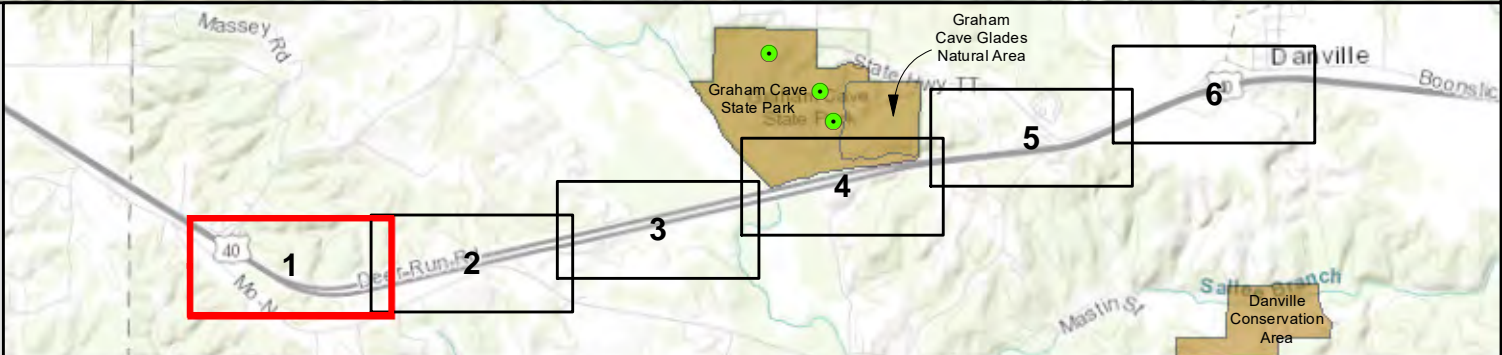 Massey
Rd
Graham
Cave Glades
Natural Area
Danville
State Hwy TT
Graham Cave
State Park
Boonslic
6
5
4
3
40
1
2
Deer-Run-Rd
Mo-N
Sallee Branch
Mastin St
Danville
Conservation
Area